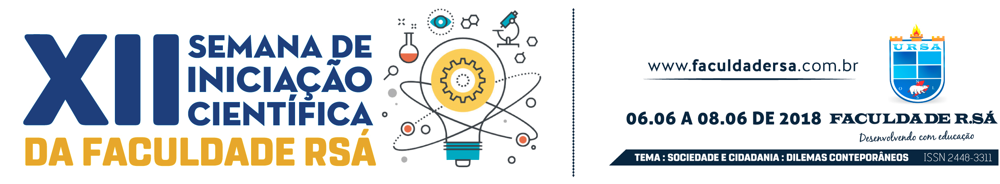 XII
SEMANA DE
INICIAÇÃO
CIENTÍFICA
DA FACULDADE RSÁ
www.faculdadersa.com.br
06.06 A 08.06 DE 2018
URSA
N
O L
S
FACULDADE R.SÁ
Desenvolvendo com educação
TEMA : SOCIEDADE E CIDADANIA : DILEMAS CONTEPORÂNEOS ISSN 2448-3311